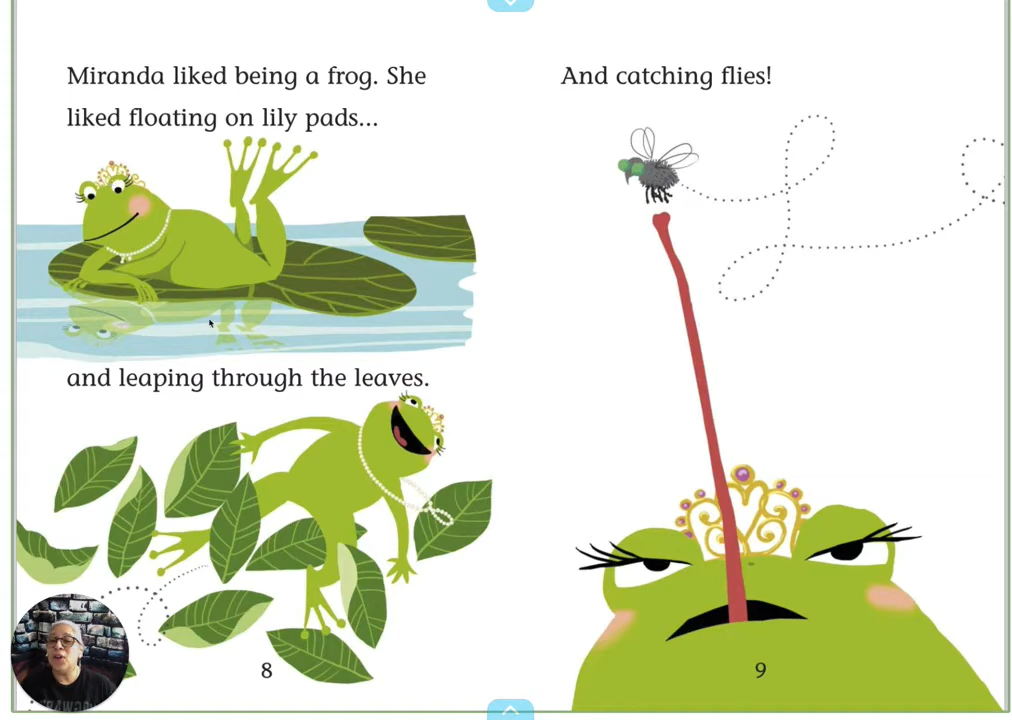 Miranda liked being a frog. She
liked floating on lily pads...
and leaping through the leaves.
8
And catching flies!
9